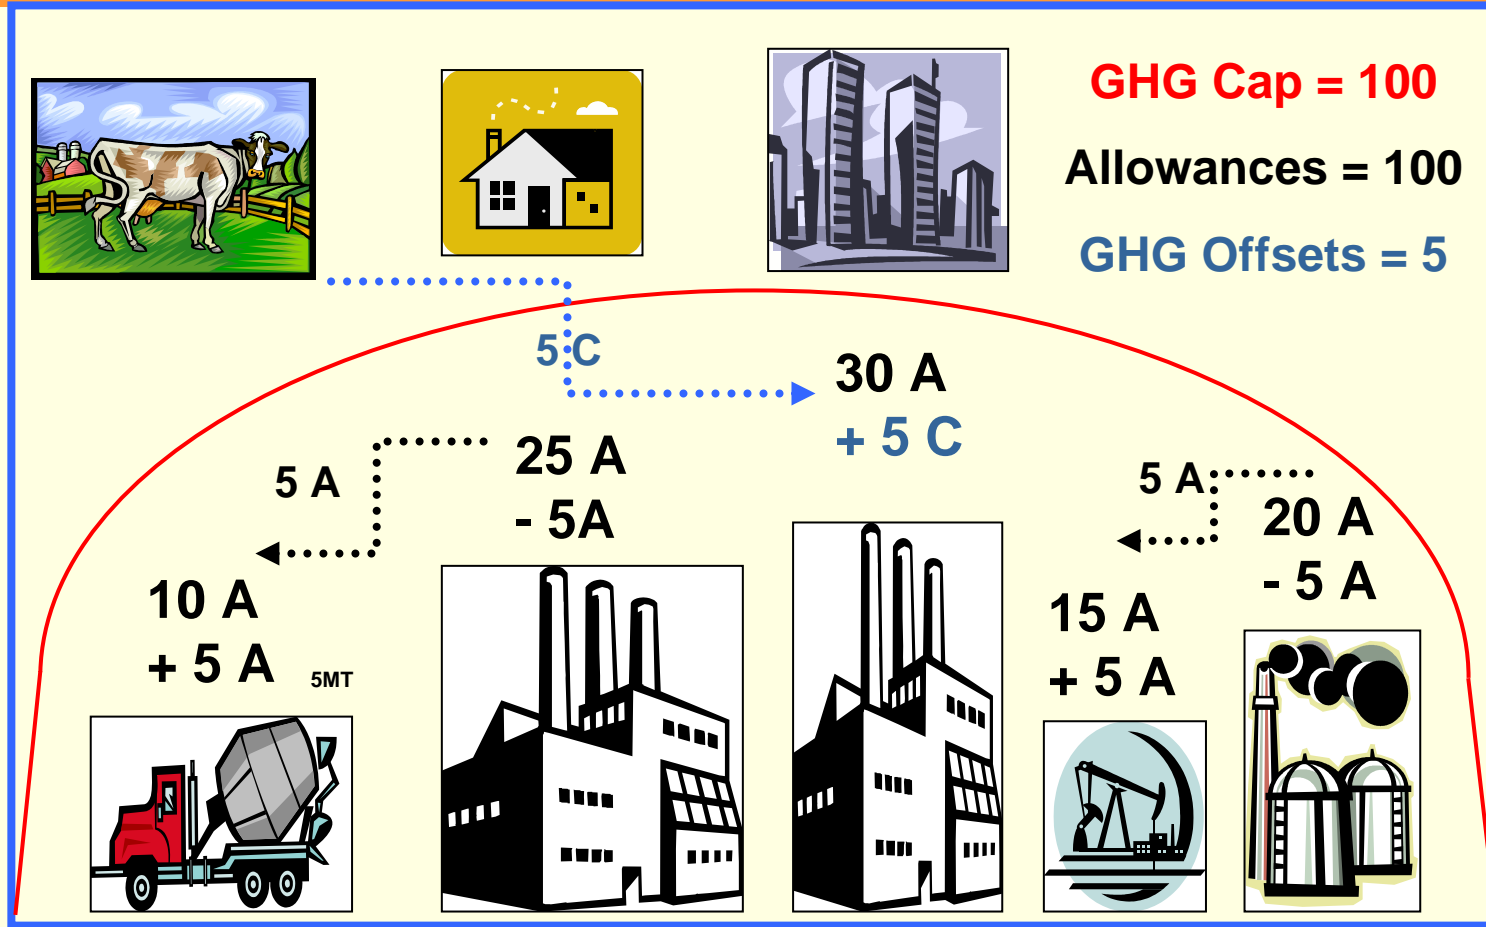 GHG Cap = 100
Allowances = 100
GHG Offsets = 5
5 C
30 A
+ 5 C
25 A
- 5A
5 A
10 A
+ 5 A
5MT
5 A
20 A
- 5 A
15 A
+ 5 A